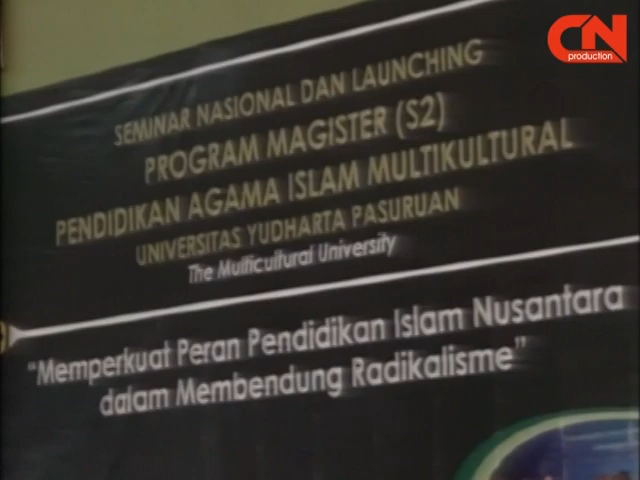 CN
production
SEMINAR NASIONAL DAN LAUNCHING
PROGRAM MAGISTER (S2)
PENDIDIKAN AGAMA ISLAM MULTIKULTURAL
UNIVERSITAS YUDHARTA PASURUAN
The Multicultural University
“Memperkuat Peran Pendidikan Islam Nusantara
dalam Membendung Radikalisme”